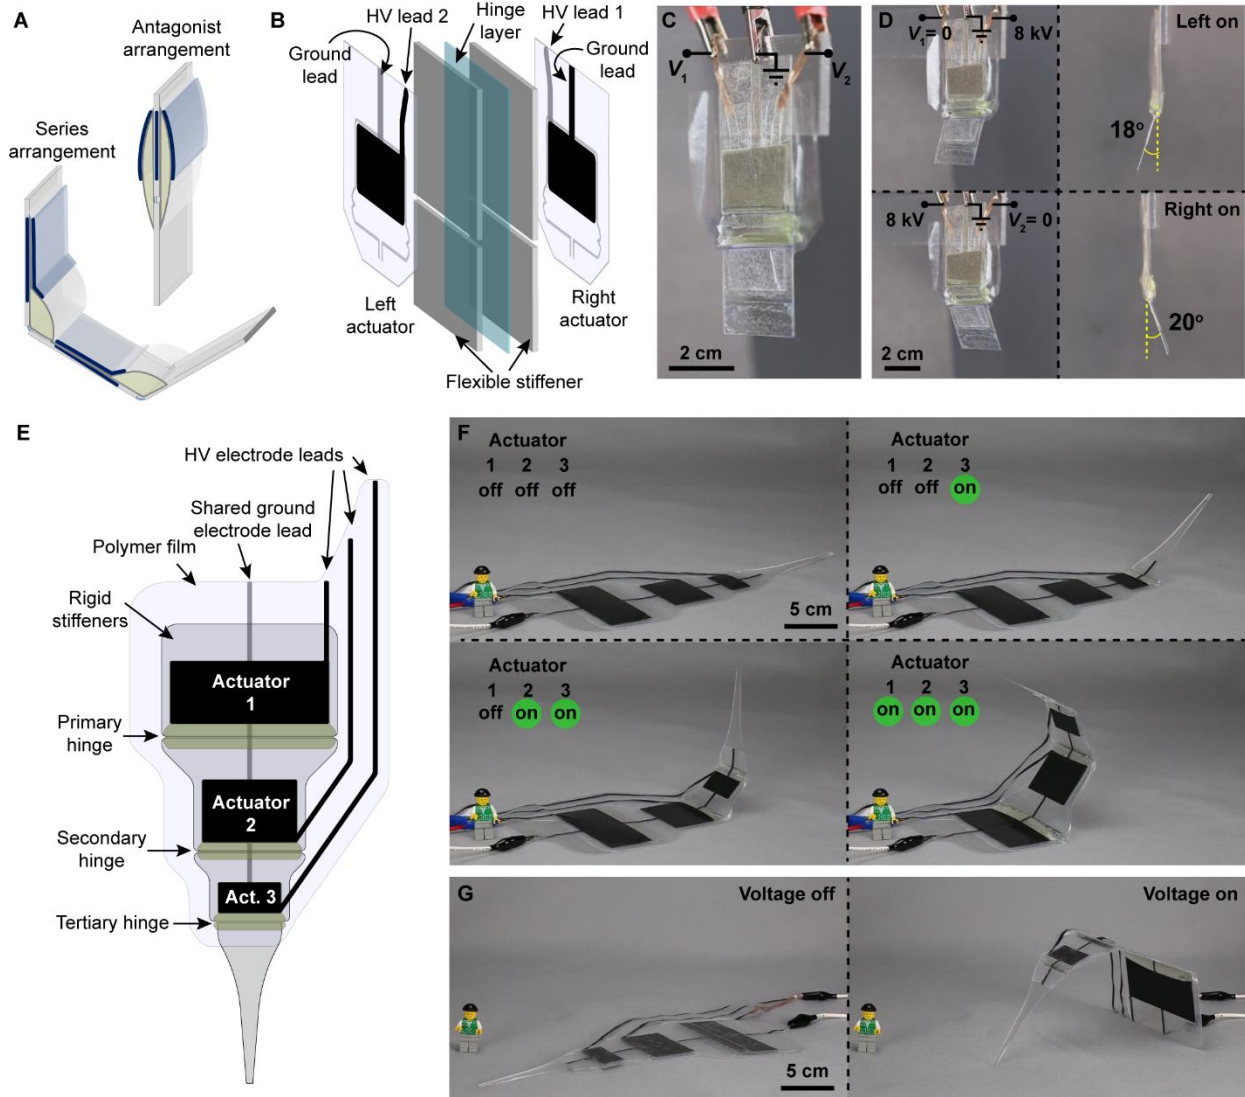 A
Antagonist
arrangement
Series
arrangement
B
HV lead 2
Hinge
layer
HV lead 1
Ground
lead
Ground
lead
Left
actuator
Right
actuator
Flexible stiffener
C
V1
V2
2 cm
D
V1= 0
8 kV
Left on
18°
8 kV
V2= 0
Right on
20°
2 cm
E
HV electrode leads
Shared ground
electrode lead
Polymer film
Rigid
stiffeners
Actuator
1
Primary
hinge
Actuator
2
Secondary
hinge
Act. 3
Tertiary hinge
F
Actuator
1 2 3
off off off
5 cm
Actuator
1 2 3
off off on
Actuator
1 2 3
off on on
Actuator
1 2 3
on on on
G
Voltage off
5 cm
Voltage on